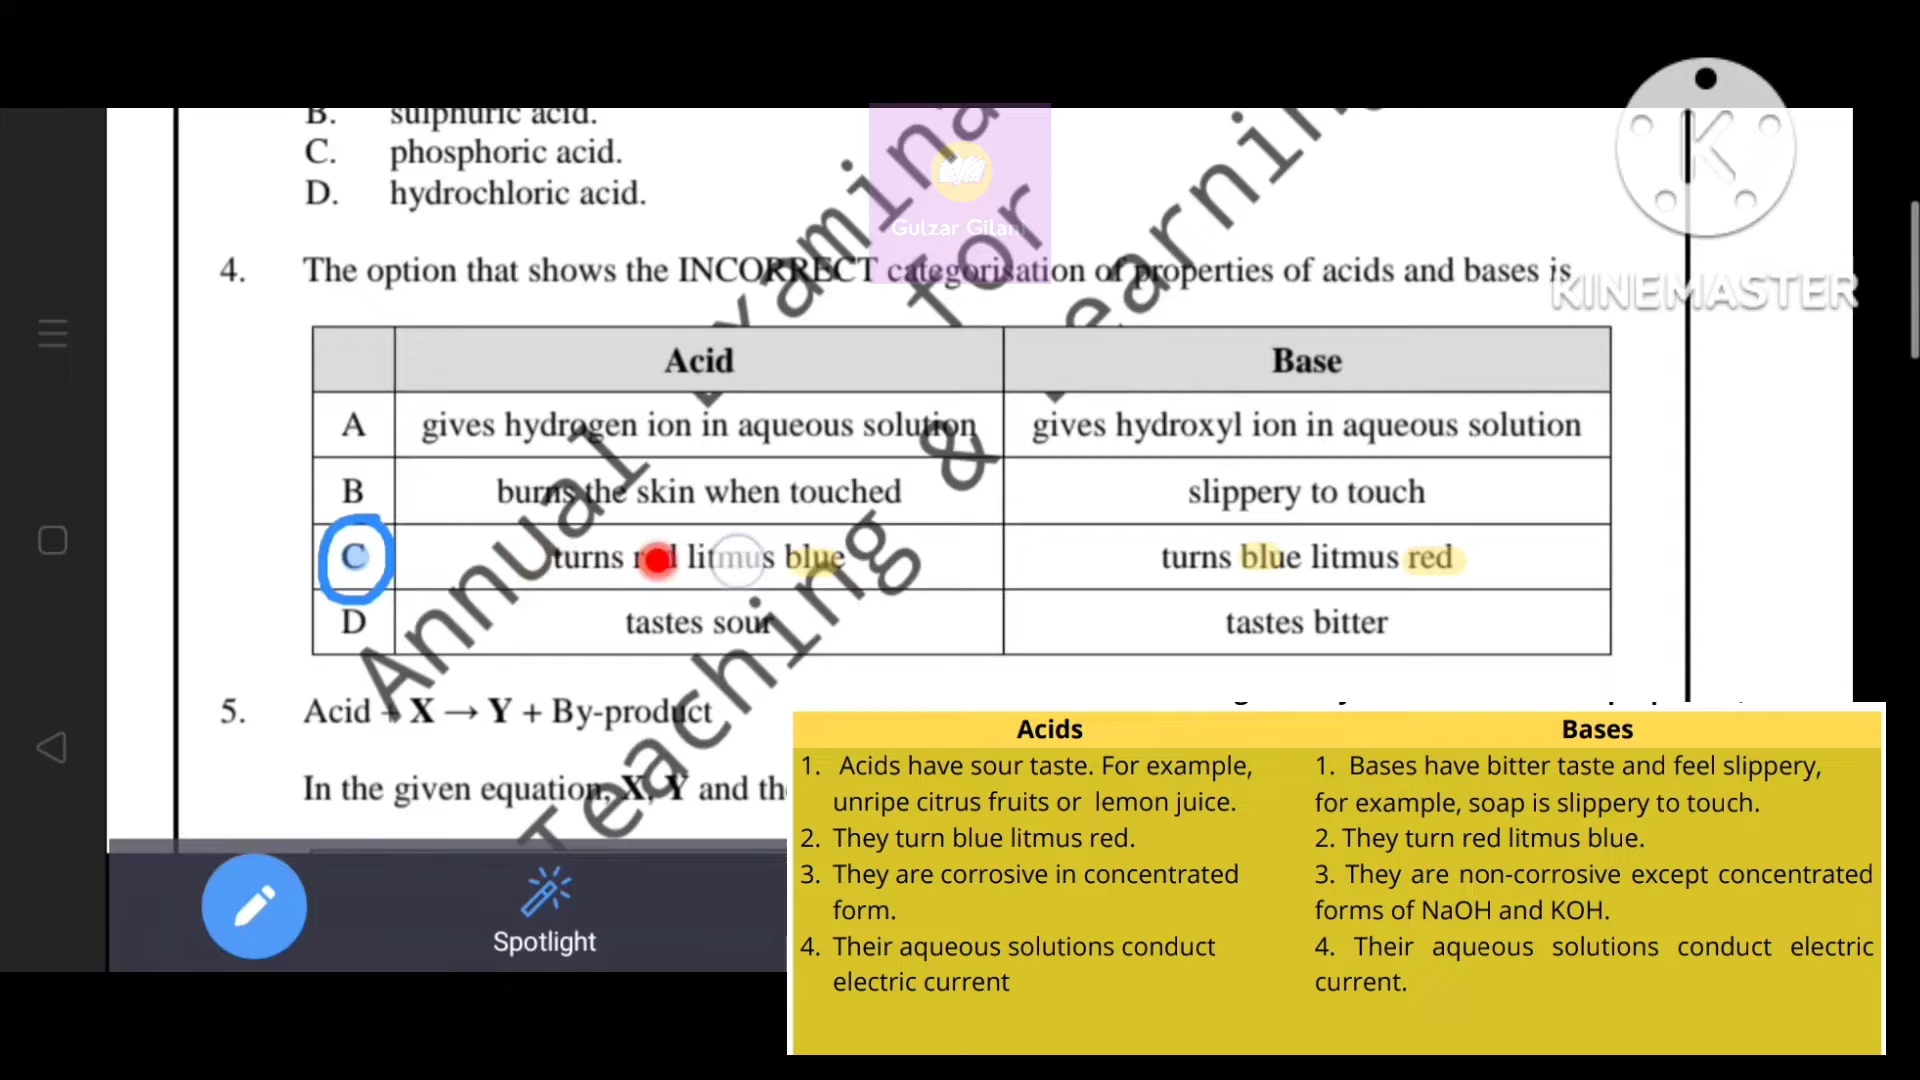 B. sulphuric acid.
C. phosphoric acid.
D. hydrochloric acid.
Gulzar Gilani
4. The option that shows the INCORRECT categorisation of properties of acids and bases is
KINEMASTER
Acid Base
A gives hydrogen ion in aqueous solution gives hydroxyl ion in aqueous solution
B burns the skin when touched slippery to touch
C turns red litmus blue turns blue litmus red
D tastes sour tastes bitter
Annual Examina
for
Teaching & Learnin
5. Acid + X → Y + By-product
In the given equation, X, Y and th
Acids Bases
1. Acids have sour taste. For example, 1. Bases have bitter taste and feel slippery,
unripe citrus fruits or lemon juice. for example, soap is slippery to touch.
2. They turn blue litmus red. 2. They turn red litmus blue.
3. They are corrosive in concentrated 3. They are non-corrosive except concentrated
form. forms of NaOH and KOH.
4. Their aqueous solutions conduct 4. Their aqueous solutions conduct electric
electric current current.
Spotlight